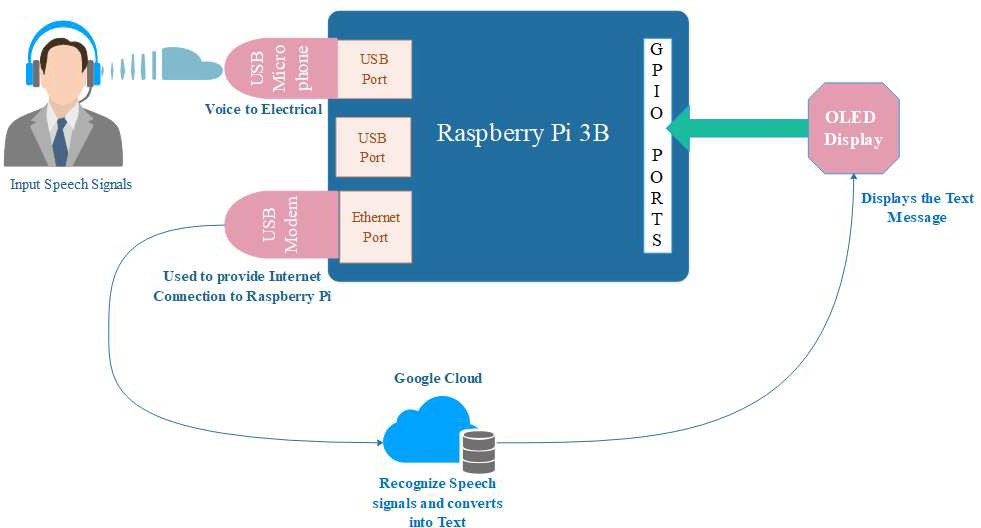 USB
Micro
phone
USB
Port
Voice to Electrical
Input Speech Signals
USB
Port
Raspberry Pi 3B
G
P
I
O
P
O
R
T
S
OLED
Display
Displays the Text
Message
USB
Modem
Ethernet
Port
Used to provide Internet
Connection to Raspberry Pi
Google Cloud
Recognize Speech
signals and converts
into Text